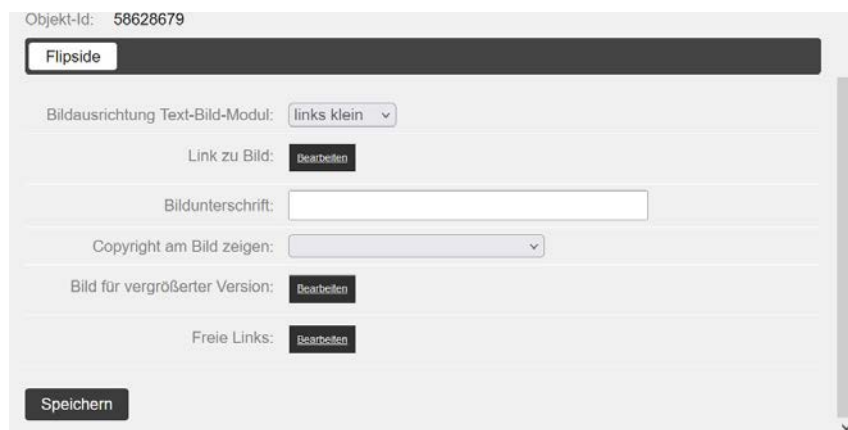 Objekt-Id: 58628679
Flipside
Bildausrichtung Text-Bild-Modul: links klein
Link zu Bild: Bearbeiten
Bildunterschrift:
Copyright am Bild zeigen:
Bild für vergrößerter Version: Bearbeiten
Freie Links: Bearbeiten
Speichern